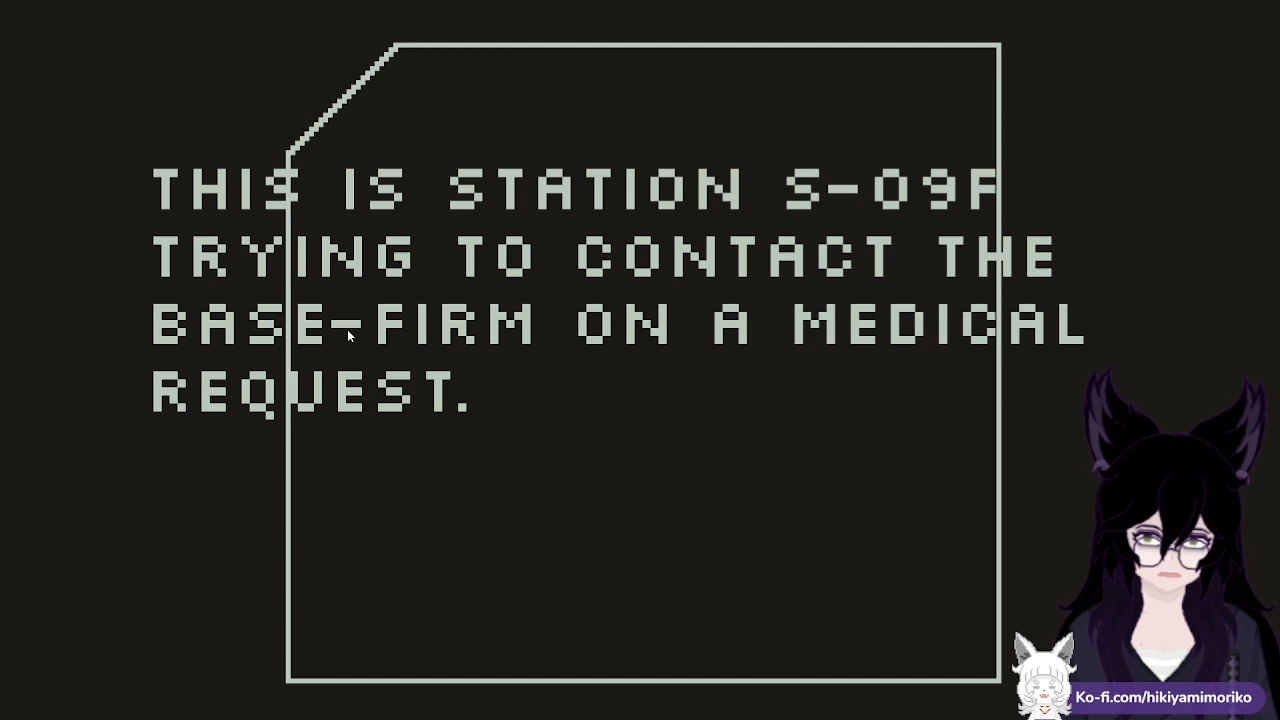 THIS IS STATION S-09F
TRYING TO CONTACT THE
BASE-FIRM ON A MEDICAL
REQUEST.
Ko-fi.com/hikiyamimoriko